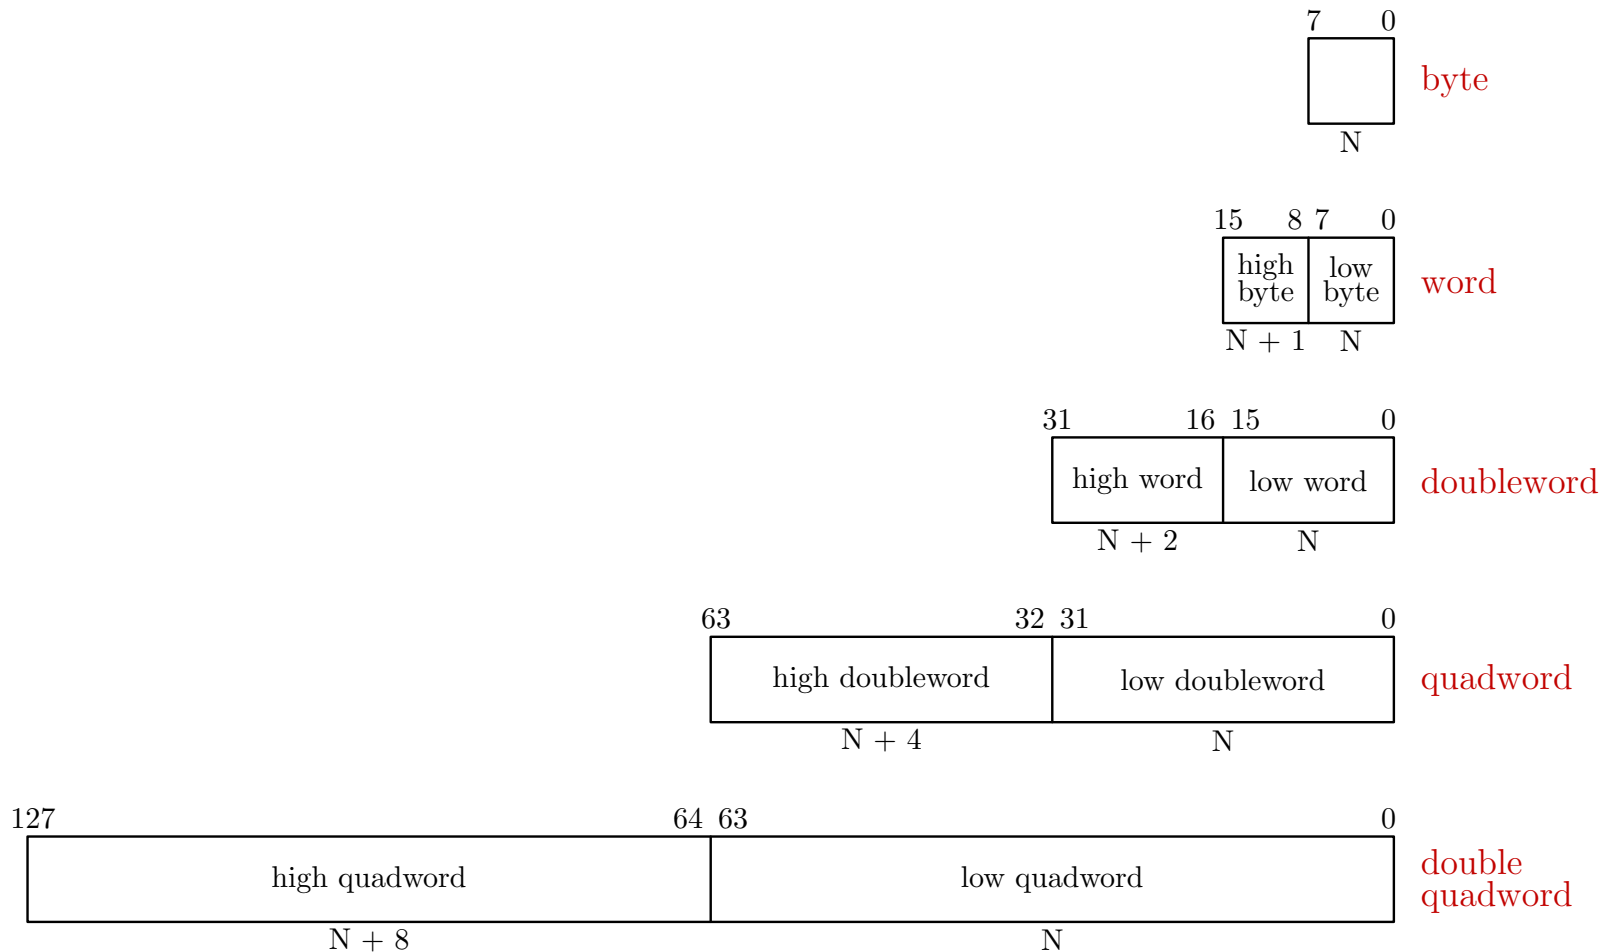 7 0
byte
N
15 8 7 0
high byte
low byte
word
N + 1 N
31 16 15 0
high word low word doubleword
N + 2 N
63 32 31 0
high doubleword low doubleword quadword
N + 4 N
127 64 63 0
high quadword low quadword
double
quadword
N + 8 N